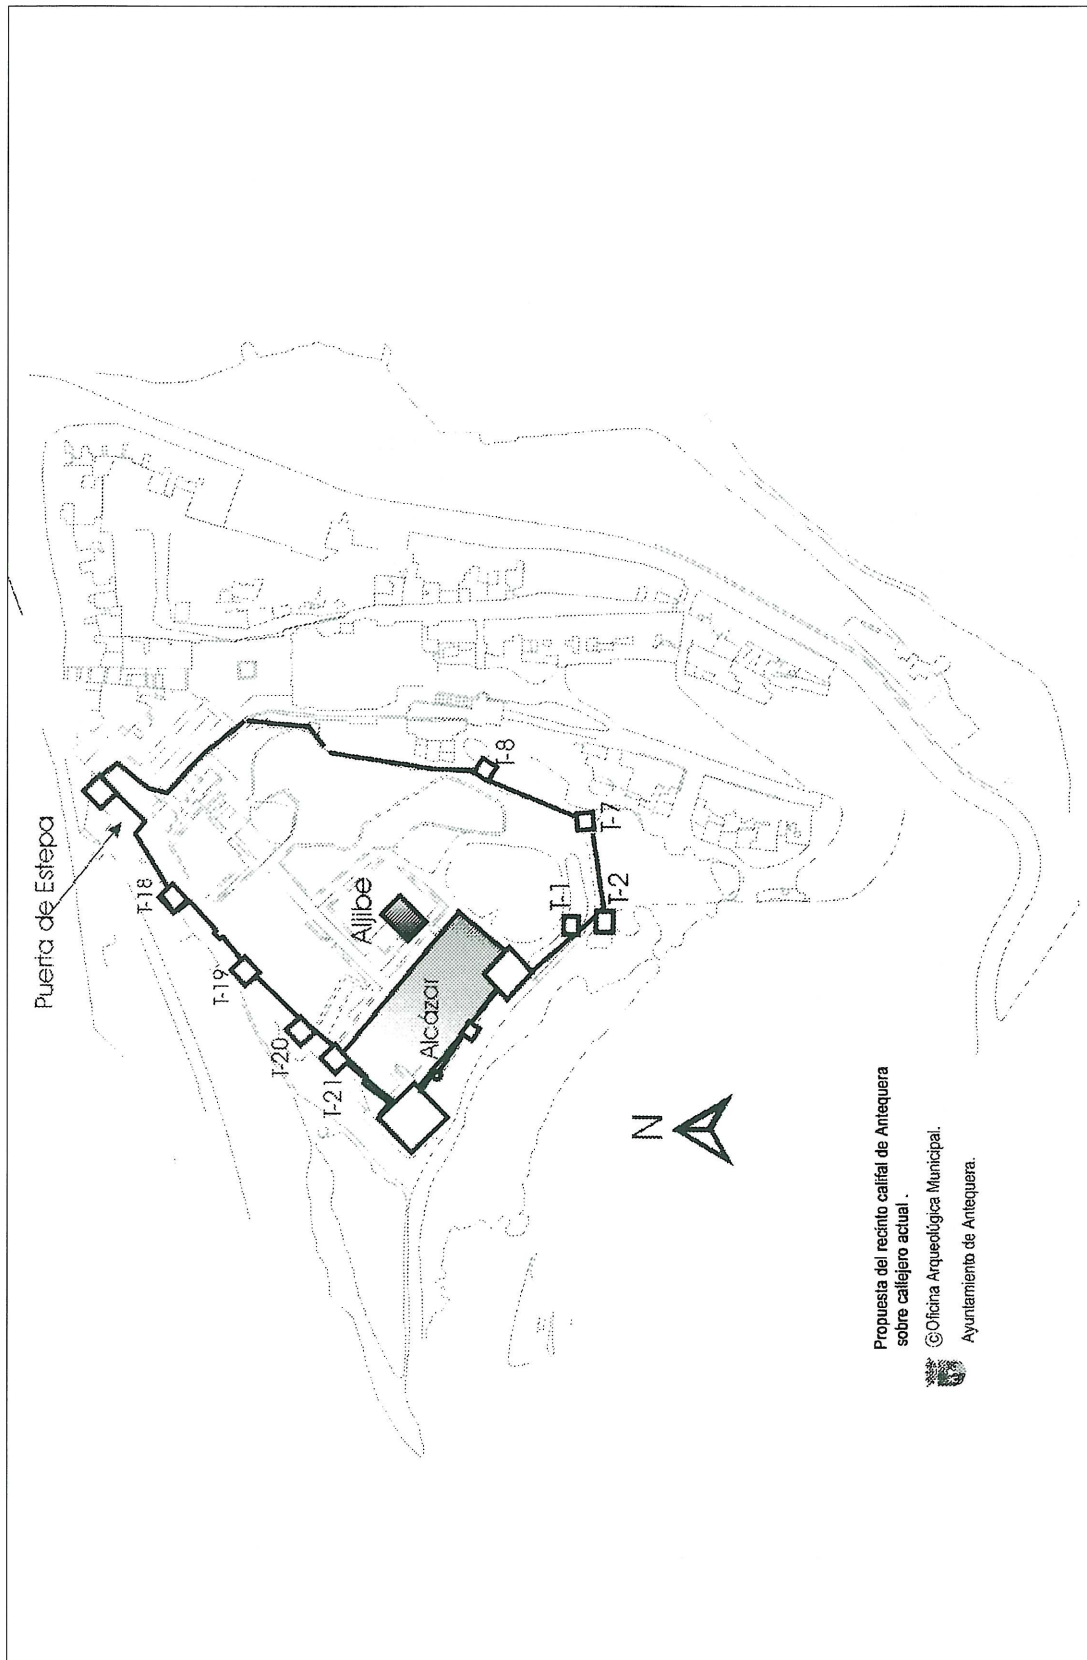 Puerta de Estepa
T-18
T-19
T-20
T-21
Aljibe
Alcázar
T-8
T-7
T-1
T-2
N
Propuesta del recinto califal de Antequera
sobre callejero actual .
© Oficina Arqueológica Municipal.
Ayuntamiento de Antequera.